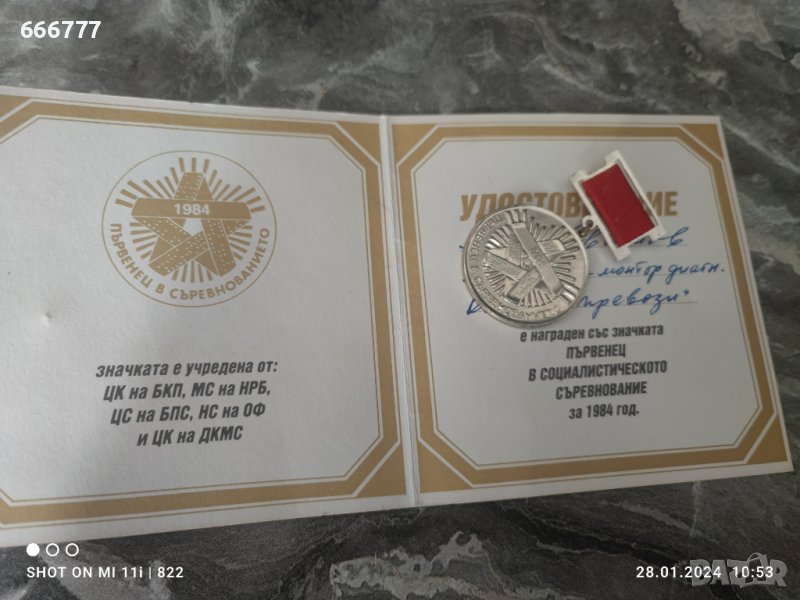 666777
1984
ПЪРВЕНЕЦ В СЪРЕВНОВАНИЕТО
значката е учредена от:
ЦК на БКП, МС на НРБ,
ЦС на БПС, НС на ОФ
и ЦК на ДКМС
-монтьор диагн.
превози"
е награден със значката
ПЪРВЕНЕЦ
В СОЦИАЛИСТИЧЕСКОТО
СЪРЕВНОВАНИЕ
за 1984 год.
SHOT ON MI 11i | 822
28.01.2024 10:53